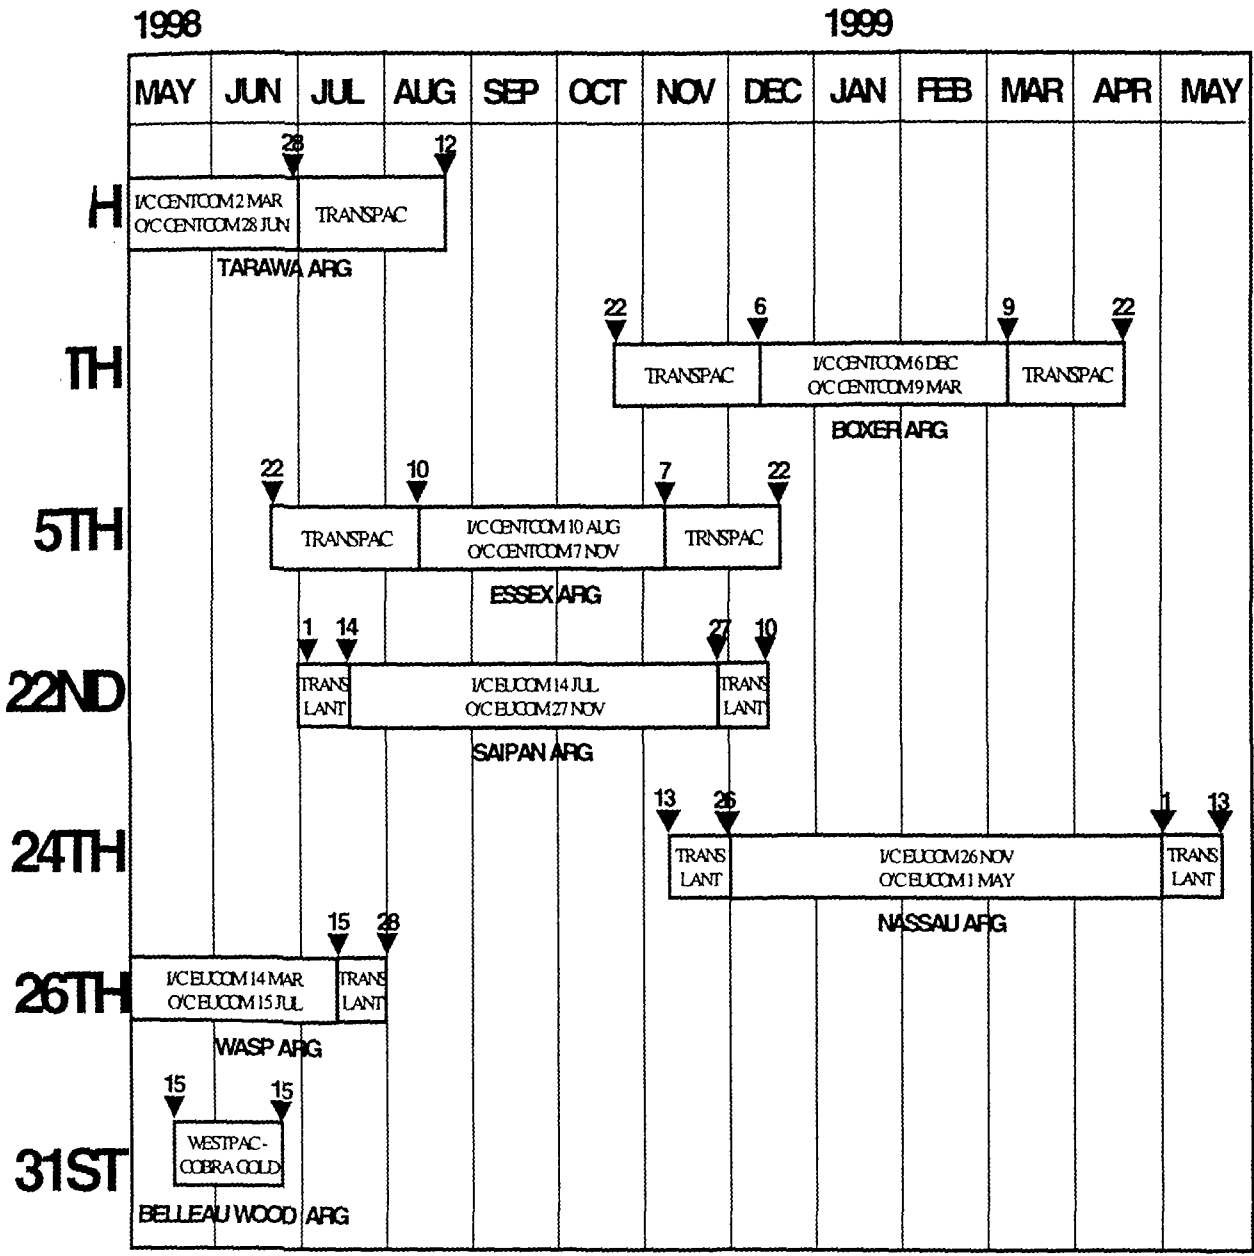 1998 1999
MAY JUN JUL AUG SEP OCT NOV DEC JAN FEB MAR APR MAY
28 12
H
I/C CENTCOM 2 MAR
O/C CENTCOM 28 JUN
TRANSPAC
TARAWA ARG
22 6 9 22
TH
TRANSPAC
I/C CENTCOM 6 DEC
O/C CENTCOM 9 MAR
TRANSPAC
BOXER ARG
22 10 7 22
5TH
TRANSPAC
I/C CENTCOM 10 AUG
O/C CENTCOM 7 NOV
TRNSPAC
ESSEX ARG
1 14 27 10
22ND
TRANS
LANT
I/C EUCOM 14 JUL
O/C EUCOM 27 NOV
TRANS
LANT
SAIPAN ARG
13 26 1 13
24TH
TRANS
LANT
I/C EUCOM 26 NOV
O/C EUCOM 1 MAY
TRANS
LANT
NASSAU ARG
15 28
26TH
I/C EUCOM 14 MAR
O/C EUCOM 15 JUL
TRANS
LANT
WASP ARG
15 15
31ST
WESTPAC-
COBRA GOLD
BELLEAU WOOD ARG